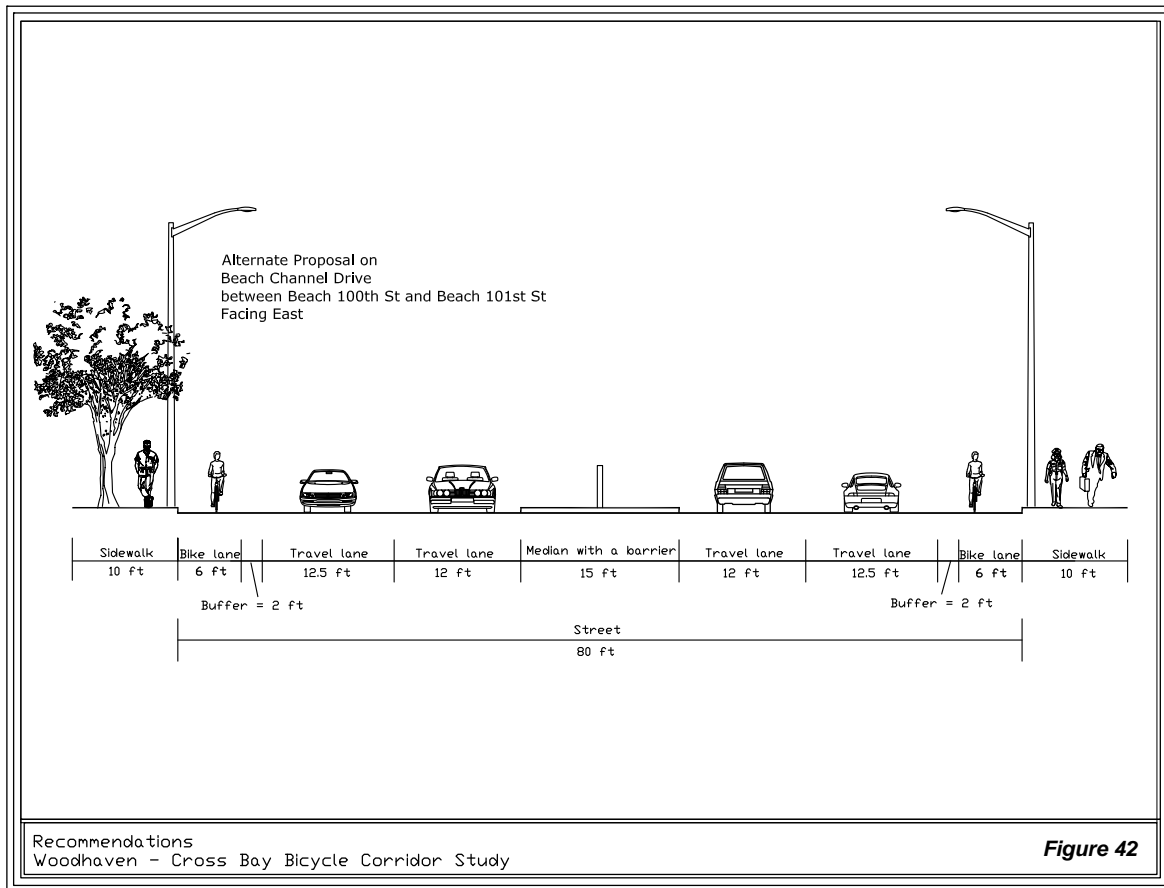 Alternate Proposal on
Beach Channel Drive
between Beach 100th St and Beach 101st St
Facing East
Sidewalk Bike lane Travel lane Travel lane Median with a barrier Travel lane Travel lane Bike lane Sidewalk
10 ft 6 ft 12.5 ft 12 ft 15 ft 12 ft 12.5 ft 6 ft 10 ft
Buffer = 2 ft Buffer = 2 ft
Street
80 ft
Recommendations
Woodhaven - Cross Bay Bicycle Corridor Study
Figure 42